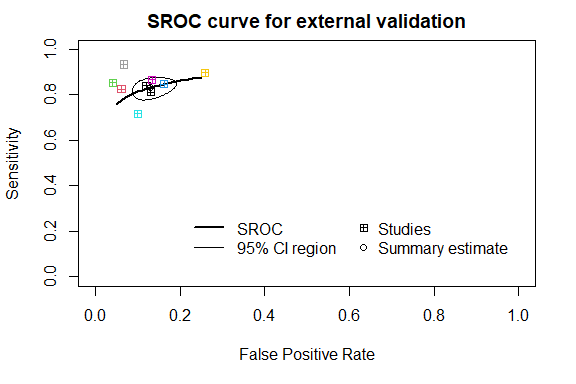 SROC curve for external validation
Sensitivity
1.0
0.8
0.6
0.4
0.2
0.0
SROC
95% CI region
Studies
Summary estimate
0.0 0.2 0.4 0.6 0.8 1.0
False Positive Rate